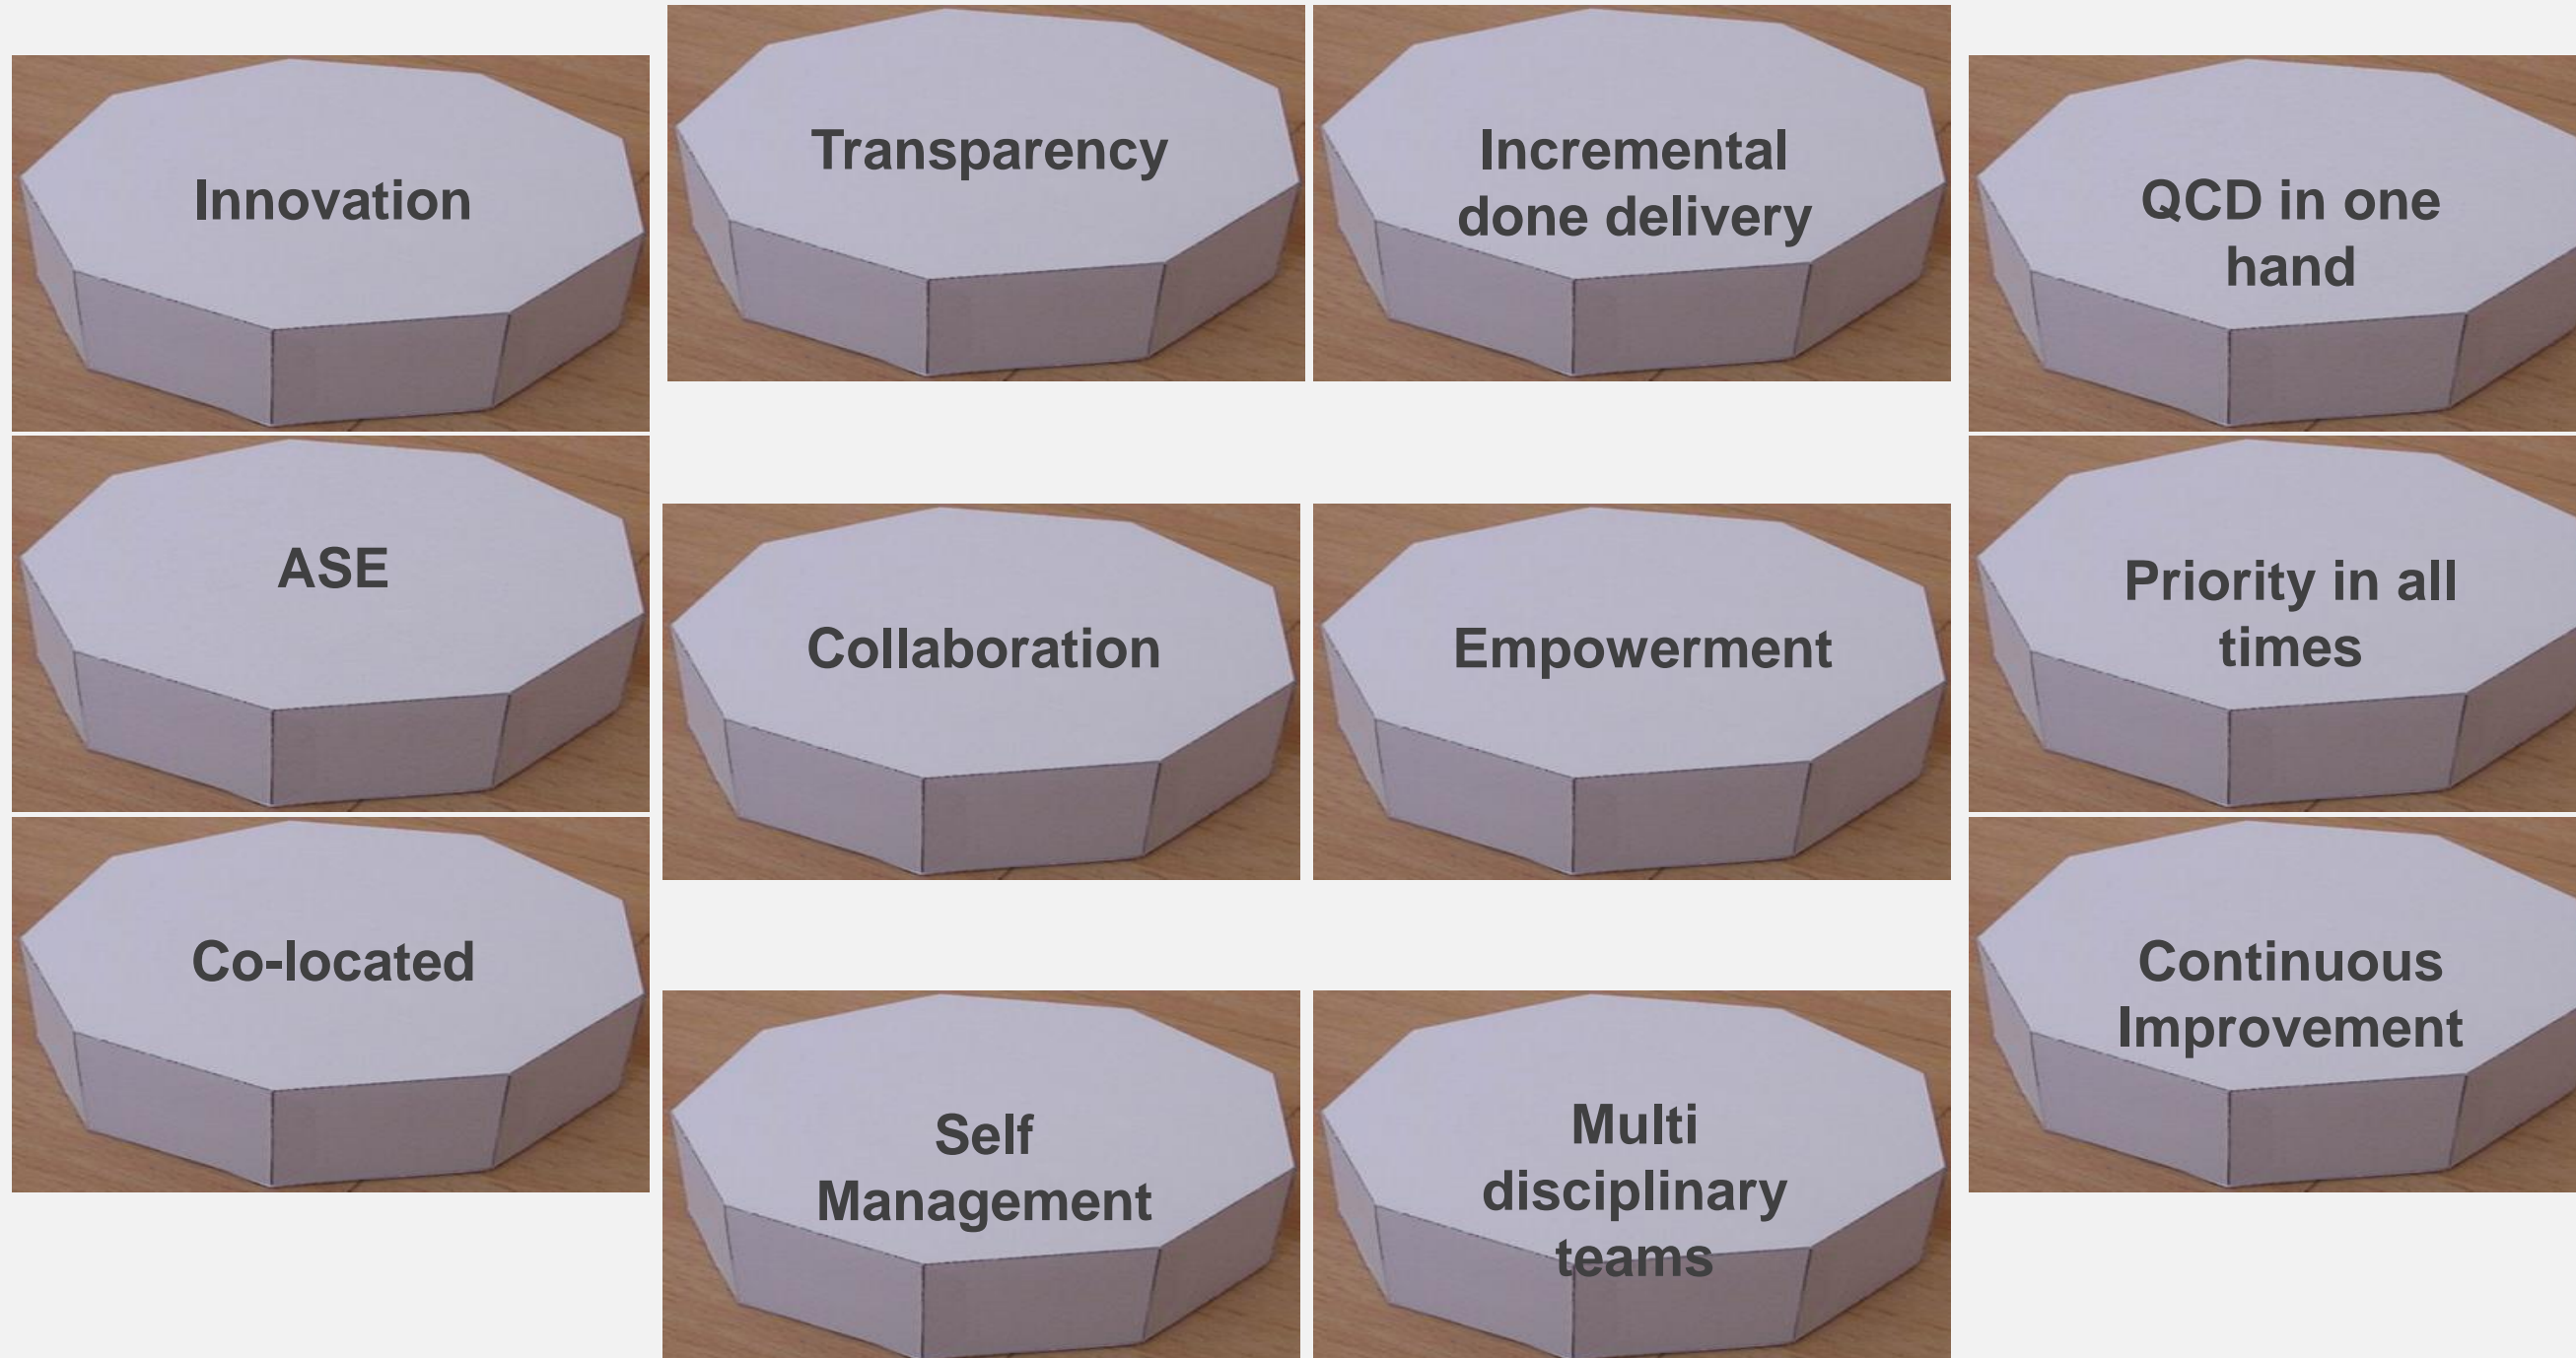 Innovation
Transparency
Incremental
done delivery
QCD in one
hand
ASE
Collaboration
Empowerment
Priority in all
times
Co-located
Self
Management
Multi
disciplinary
teams
Continuous
Improvement